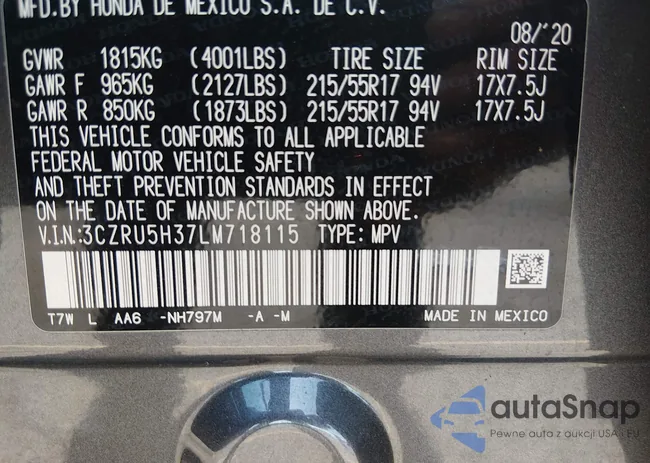 MFD.BY HONDA DE MEXICO S.A. DE C.V.
08/'20
GVWR 1815KG (4001LBS) TIRE SIZE RIM SIZE
GAWR F 965KG (2127LBS) 215/55R17 94V 17X7.5J
GAWR R 850KG (1873LBS) 215/55R17 94V 17X7.5J
THIS VEHICLE CONFORMS TO ALL APPLICABLE
FEDERAL MOTOR VEHICLE SAFETY
AND THEFT PREVENTION STANDARDS IN EFFECT
ON THE DATE OF MANUFACTURE SHOWN ABOVE.
V.I.N.:3CZRU5H37LM718115 TYPE:MPV
T7W L AA6 -NH797M -A -M MADE IN MEXICO
autaSnap
Pewne auta z aukcji USA i EU